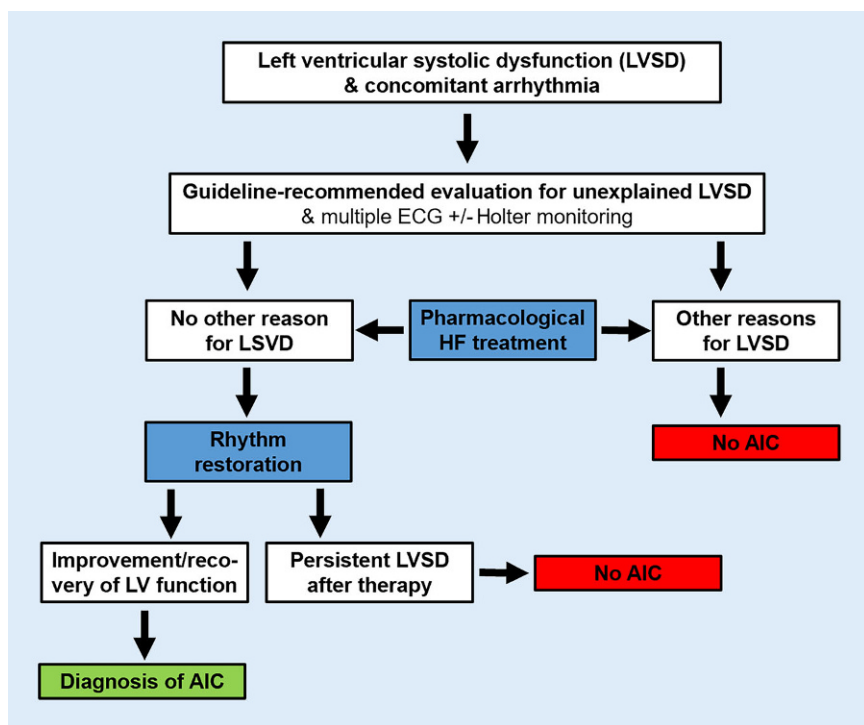 Left ventricular systolic dysfunction (LVSD)
& concomitant arrhythmia
Guideline-recommended evaluation for unexplained LVSD
& multiple ECG +/- Holter monitoring
No other reason
for LSVD
Pharmacological
HF treatment
Other reasons
for LVSD
Rhythm
restoration
No AIC
Improvement/reco-
very of LV function
Persistent LVSD
after therapy
No AIC
Diagnosis of AIC